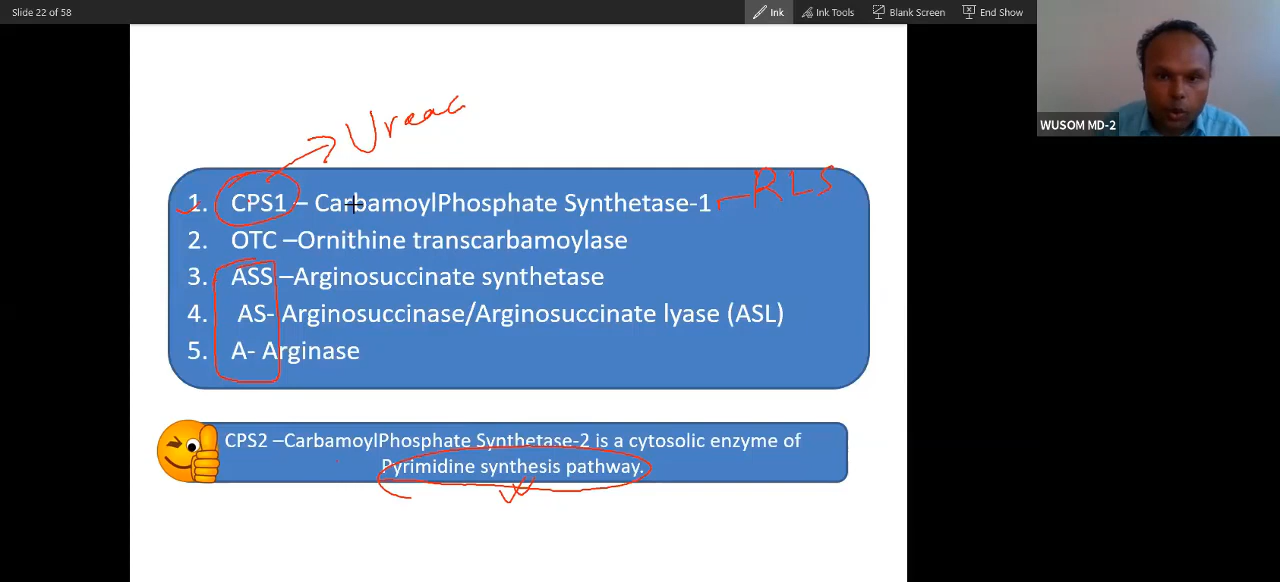 Slide 22 of 58
Ink
Ink Tools
Blank Screen
End Show
WUSOM MD-2
Ureac
RLS
1. CPS1 – CarbamoylPhosphate Synthetase-1
2. OTC –Ornithine transcarbamoylase
3. ASS –Arginosuccinate synthetase
4. AS- Arginosuccinase/Arginosuccinate lyase (ASL)
5. A- Arginase
CPS2 –CarbamoylPhosphate Synthetase-2 is a cytosolic enzyme of
Pyrimidine synthesis pathway.